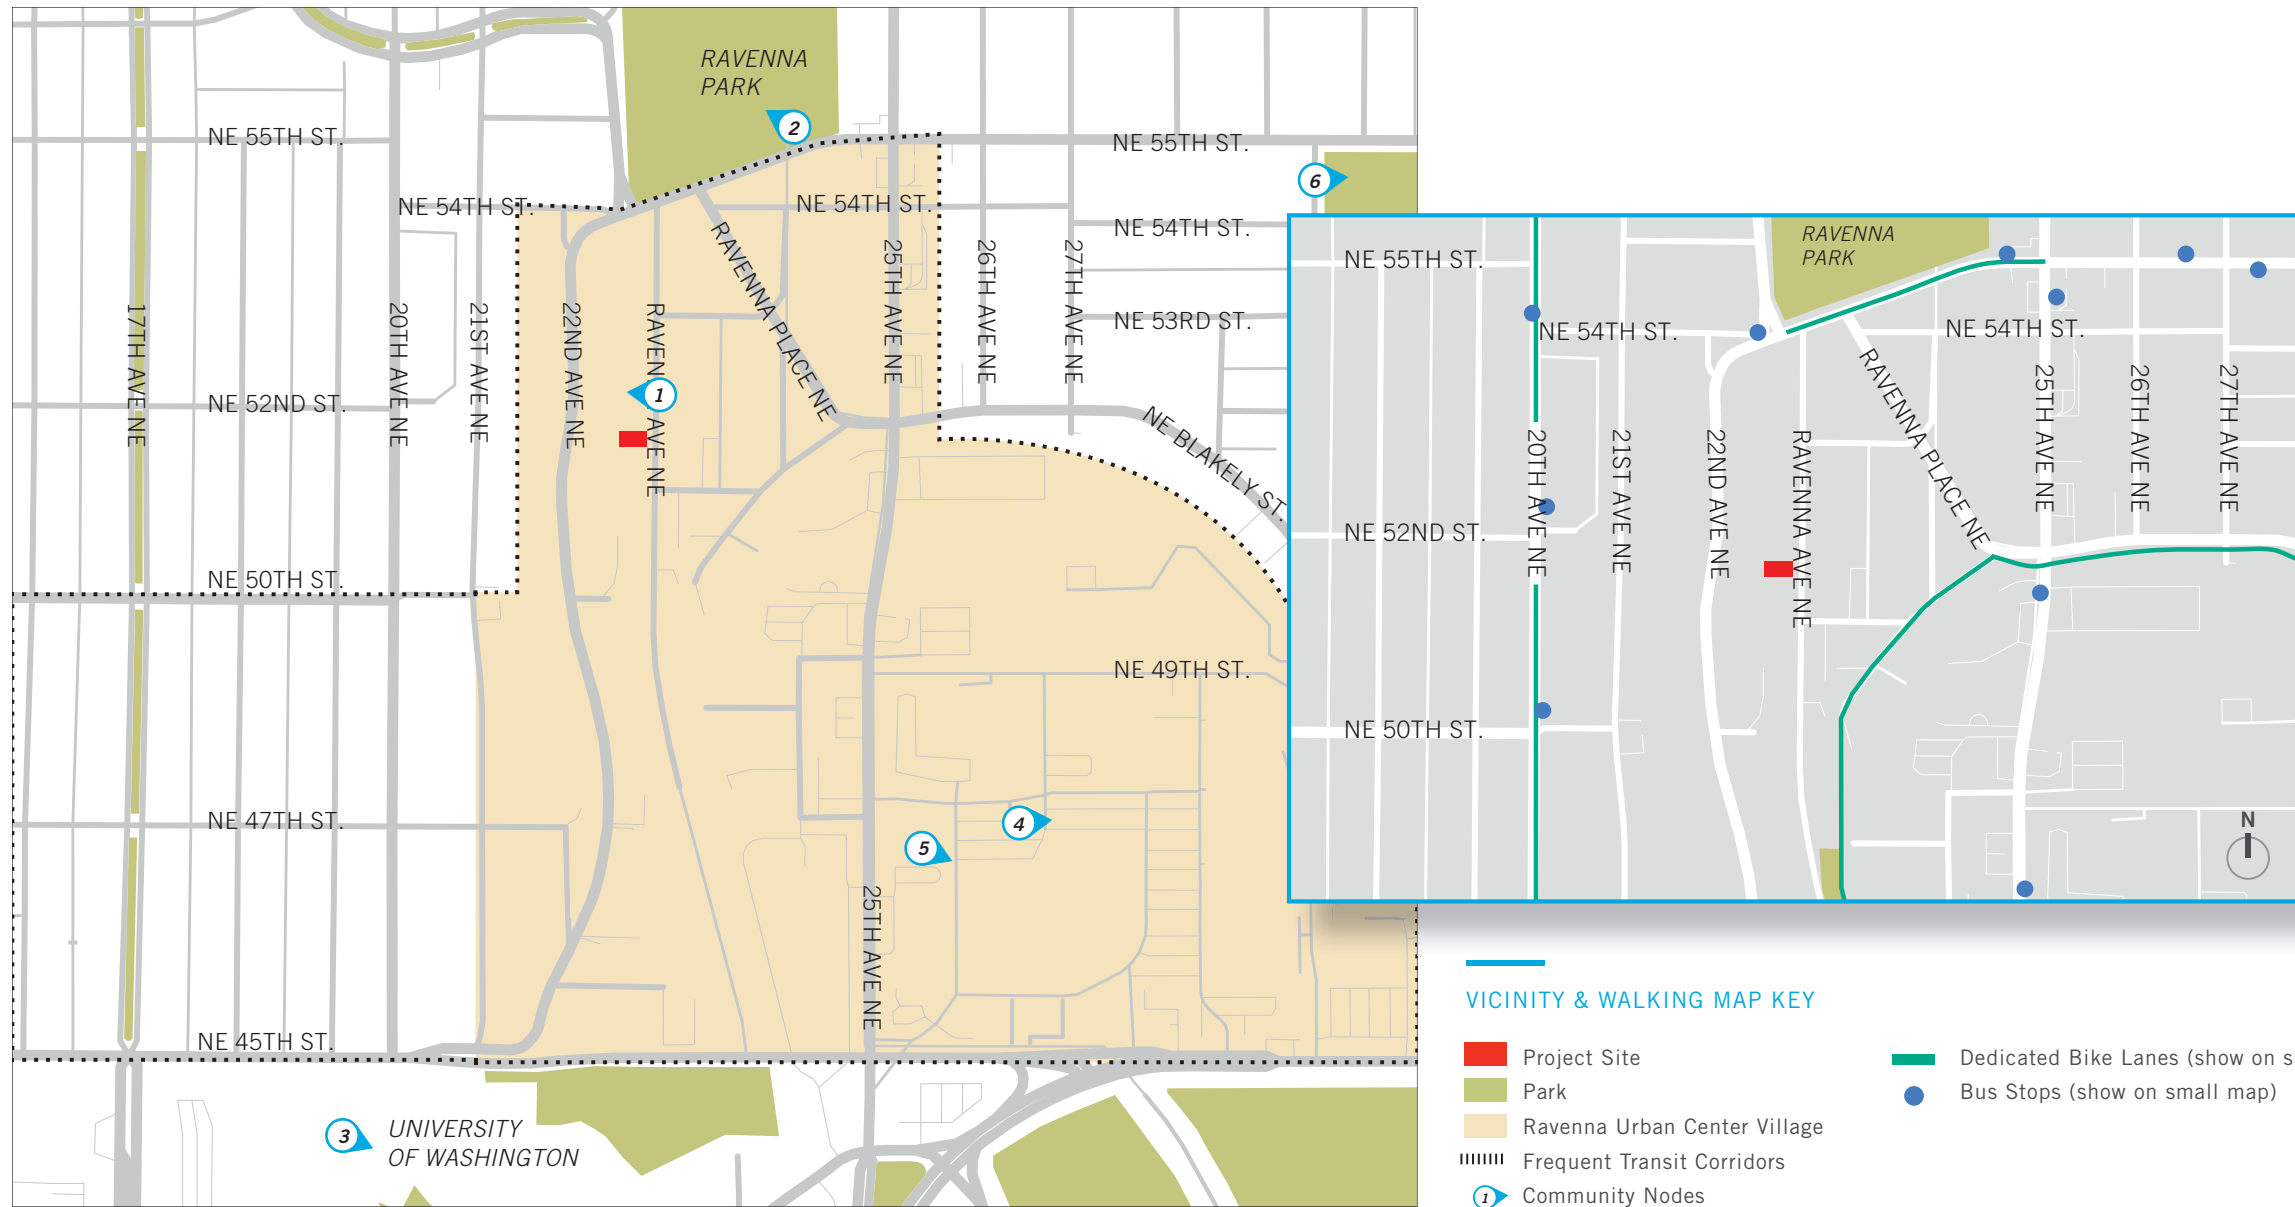 RAVENNA
PARK
2
NE 55TH ST.
NE 55TH ST.
6
NE 54TH ST.
NE 54TH ST.
NE 54TH ST.
RAVENNA PLACE NE
25TH AVE NE
26TH AVE NE
27TH AVE NE
17TH AVE NE
20TH AVE NE
21ST AVE NE
22ND AVE NE
RAVENNA AVE NE
NE 53RD ST.
1
NE 52ND ST.
NE BLAKELY ST.
NE 50TH ST.
NE 49TH ST.
NE 47TH ST.
4
5
25TH AVE NE
NE 45TH ST.
3
UNIVERSITY
OF WASHINGTON
RAVENNA
PARK
NE 55TH ST.
NE 54TH ST.
NE 54TH ST.
RAVENNA PLACE NE
25TH AVE NE
26TH AVE NE
27TH AVE NE
20TH AVE NE
21ST AVE NE
22ND AVE NE
RAVENNA AVE NE
NE 52ND ST.
NE 50TH ST.
N
VICINITY & WALKING MAP KEY
Project Site
Park
Ravenna Urban Center Village
Frequent Transit Corridors
1 Community Nodes
Dedicated Bike Lanes (show on s
Bus Stops (show on small map)